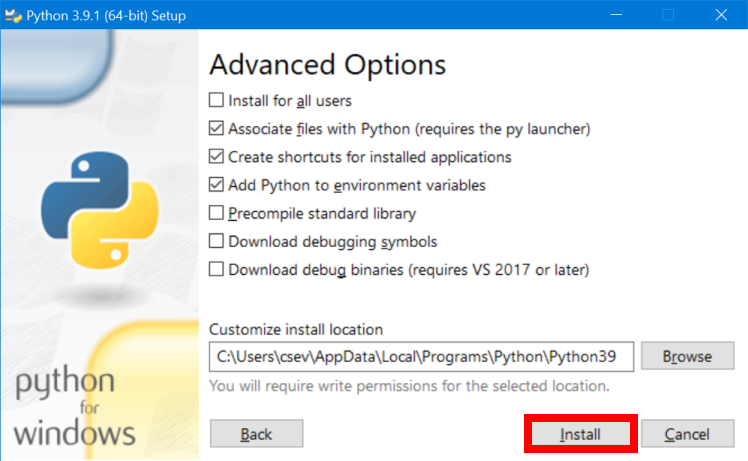 Python 3.9.1 (64-bit) Setup
Advanced Options
Install for all users
Associate files with Python (requires the py launcher)
Create shortcuts for installed applications
Add Python to environment variables
Precompile standard library
Download debugging symbols
Download debug binaries (requires VS 2017 or later)
Customize install location
C:\Users\csev\AppData\Local\Programs\Python\Python39
Browse
You will require write permissions for the selected location.
python
for
windows
Back
Install
Cancel